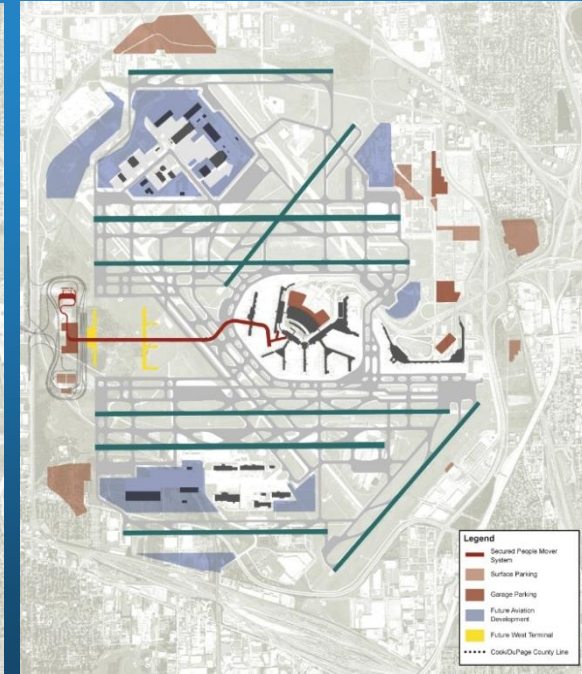 Legend
Secured People Mover
System
Surface Parking
Garage Parking
Future Aviation
Development
Future West Terminal
Cook/DuPage County Line